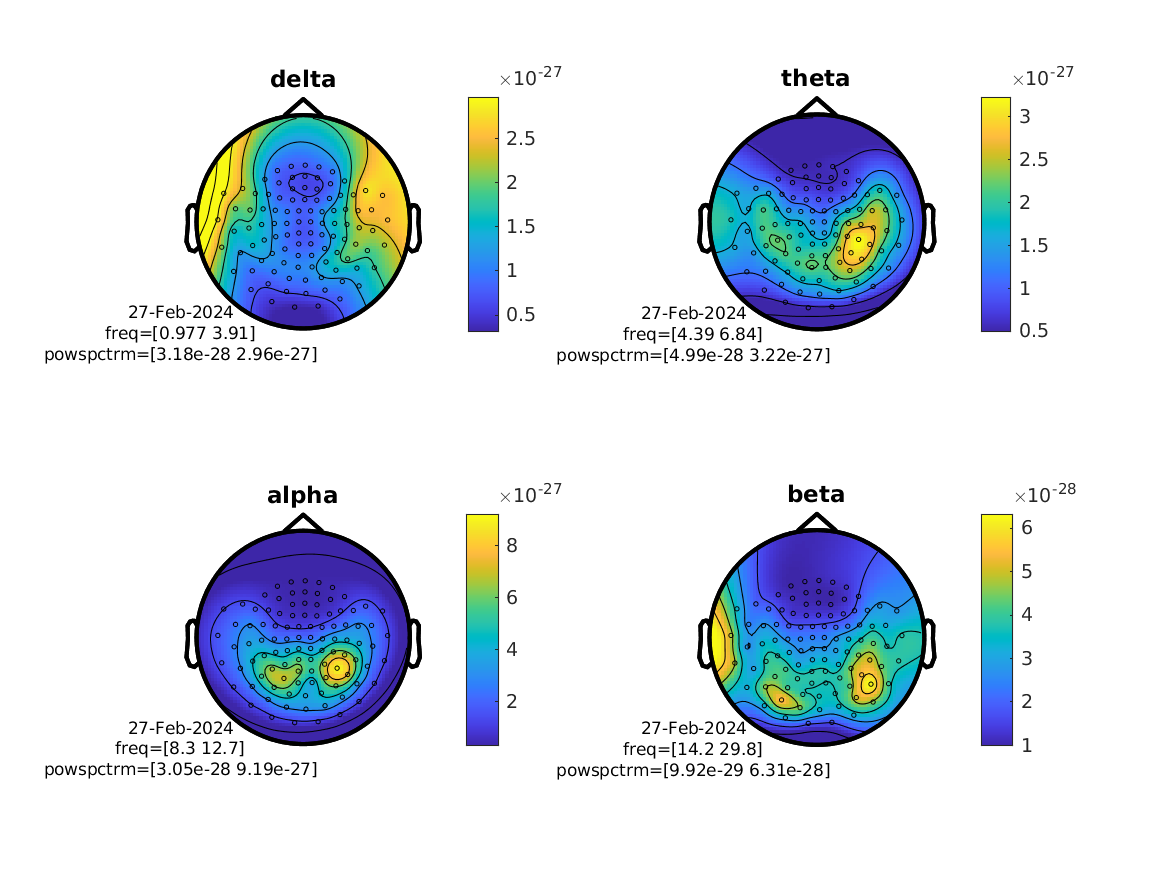 delta
×10-27
2.5
2
1.5
1
0.5
27-Feb-2024
freq=[0.977 3.91]
powspctrm=[3.18e-28 2.96e-27]
theta
×10-27
3
2.5
2
1.5
1
0.5
27-Feb-2024
freq=[4.39 6.84]
powspctrm=[4.99e-28 3.22e-27]
alpha
×10-27
8
6
4
2
27-Feb-2024
freq=[8.3 12.7]
powspctrm=[3.05e-28 9.19e-27]
beta
×10-28
6
5
4
3
2
1
27-Feb-2024
freq=[14.2 29.8]
powspctrm=[9.92e-29 6.31e-28]